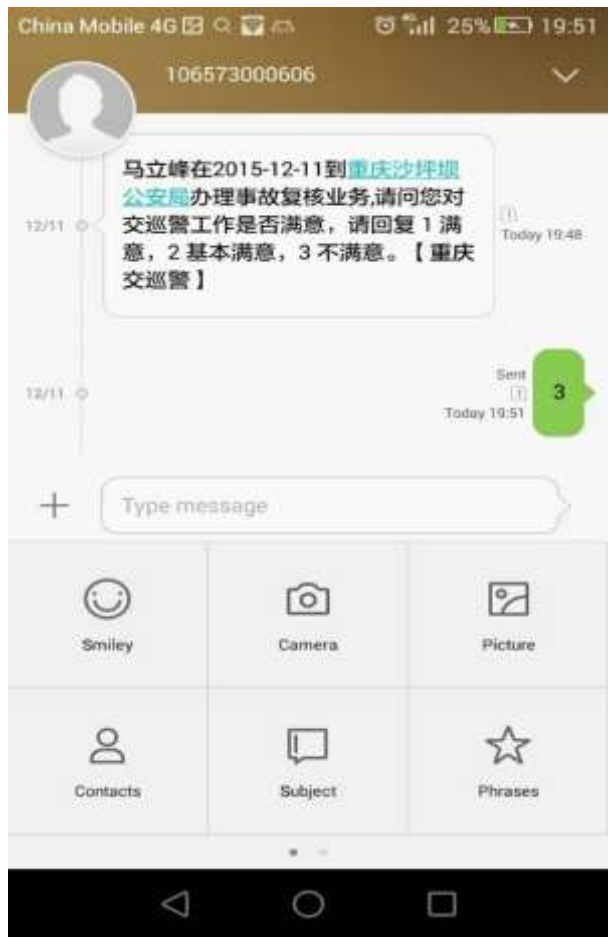 China Mobile 4G 25% 19:51
106573000606
马立峰在2015-12-11到重庆沙坪坝
公安局办理事故复核业务,请问您对
交巡警工作是否满意，请回复 1 满
意，2 基本满意，3 不满意。【重庆
交巡警】
12/11
1
Today 19:48
12/11
Sent
1
Today 19:51
3
Type message
Smiley
Camera
Picture
Contacts
Subject
Phrases